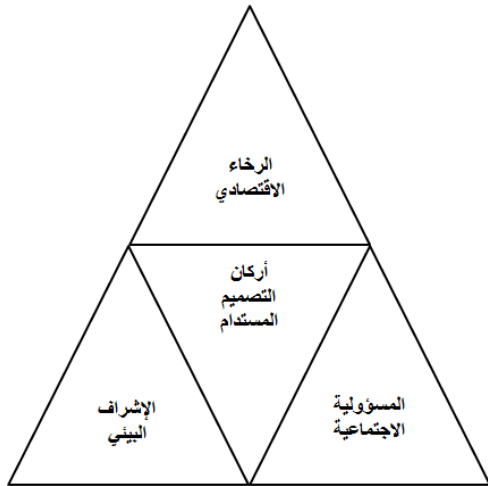 الرخاء
الاقتصادي
أركان
التصميم
المستدام
المسؤولية
الاجتماعية
الإشراف
البيئي